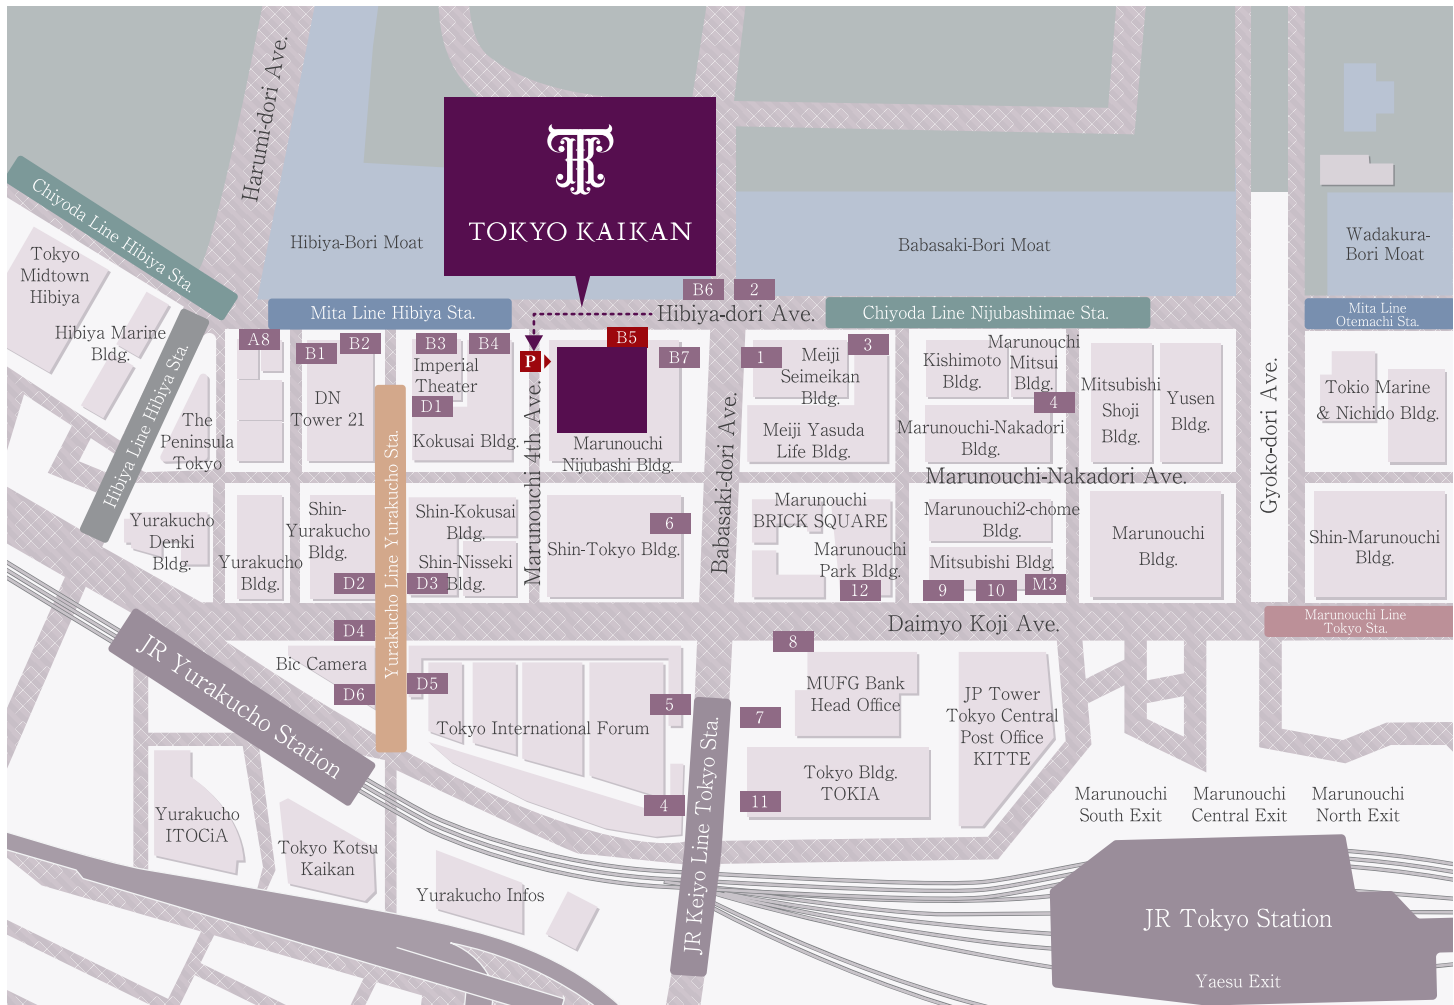 Harumi-dori Ave.
TOKYO KAIKAN
Chiyoda Line Hibiya Sta.
Tokyo
Midtown
Hibiya
Hibiya-Bori Moat
Babasaki-Bori Moat
Wadakura-
Bori Moat
B6
2
Mita Line Hibiya Sta.
Hibiya-dori Ave.
Chiyoda Line Nijubashimae Sta.
Mita Line
Otemachi Sta.
Hibiya Marine
Bldg.
Hibiya Line Hibiya Sta.
A8
B1
B2
B3
B4
P
B5
B7
1
3
4
Imperial
Theater
D1
Kokusai Bldg.
DN
Tower 21
The
Peninsula
Tokyo
Marunouchi 4th Ave.
Marunouchi
Nijubashi Bldg.
Babasaki-dori Ave.
Meiji
Seimeikan
Bldg.
Meiji Yasuda
Life Bldg.
Kishimoto
Bldg.
Marunouchi
Mitsui
Bldg.
Marunouchi-Nakadori
Bldg.
Mitsubishi
Shoji
Bldg.
Yusen
Bldg.
Gyoko-dori Ave.
Tokio Marine
& Nichido Bldg.
Marunouchi-Nakadori Ave.
Yurakucho Line Yurakucho Sta.
Yurakucho
Denki
Bldg.
Yurakucho
Bldg.
Shin-
Yurakucho
Bldg.
D2
Shin-Kokusai
Bldg.
Shin-Nisseki
Bldg.
D3
6
Shin-Tokyo Bldg.
Marunouchi
BRICK SQUARE
Marunouchi
Park Bldg.
12
Marunouchi2-chome
Bldg.
Mitsubishi Bldg.
9
10
M3
Marunouchi
Bldg.
Shin-Marunouchi
Bldg.
Daimyo Koji Ave.
Marunouchi Line
Tokyo Sta.
JR Yurakucho Station
D4
Bic Camera
D6
D5
Tokyo International Forum
5
4
JR Keiyo Line Tokyo Sta.
8
7
11
MUFG Bank
Head Office
Tokyo Bldg.
TOKIA
JP Tower
Tokyo Central
Post Office
KITTE
Marunouchi
South Exit
Marunouchi
Central Exit
Marunouchi
North Exit
Yurakucho
ITOCiA
Tokyo Kotsu
Kaikan
Yurakucho Infos
JR Tokyo Station
Yaesu Exit